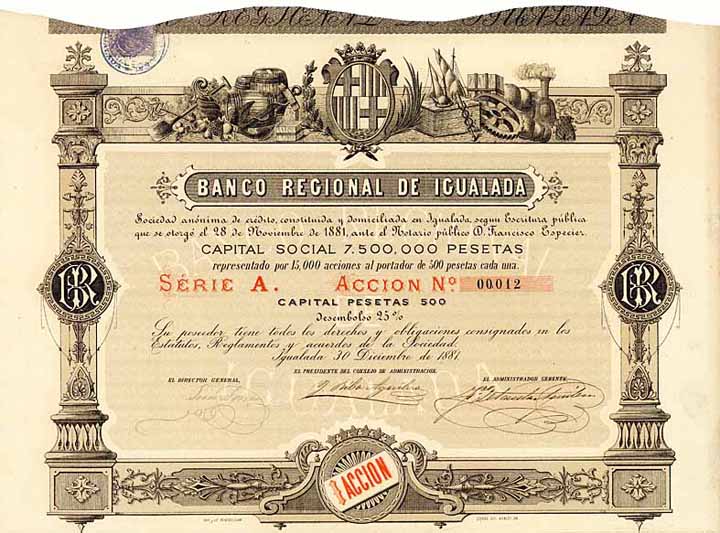 BANCO REGIONAL DE IGUALADA
Sociedad anónima de crédito, constituida y domiciliada en Igualada, segun Escritura pública
que se otorgó el 28 de Noviembre de 1881, ante el Notario público D. Francisco Especier.
CAPITAL SOCIAL 7.500,000 PESETAS
representado por 15,000 acciones al portador de 500 pesetas cada una.
SÉRIE A. ACCION Nº 00.012
CAPITAL PESETAS 500
Desembolso 25%
Su poseedor tiene todos los derechos y obligaciones consignados en los
Estatutos, Reglamentos y acuerdos de la Sociedad.
Igualada 30 Diciembre de 1881.
EL DIRECTOR GENERAL,
EL PRESIDENTE DEL CONSEJO DE ADMINISTRACION,
EL ADMINISTRADOR GERENTE,
1 ACCION